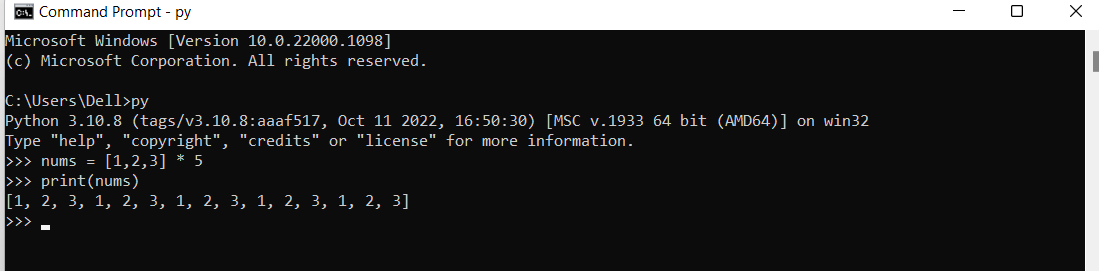 Command Prompt - py
Microsoft Windows [Version 10.0.22000.1098]
(c) Microsoft Corporation. All rights reserved.
C:\Users\Dell>py
Python 3.10.8 (tags/v3.10.8:aaaf517, Oct 11 2022, 16:50:30) [MSC v.1933 64 bit (AMD64)] on win32
Type "help", "copyright", "credits" or "license" for more information.
>>> nums = [1,2,3] * 5
>>> print(nums)
[1, 2, 3, 1, 2, 3, 1, 2, 3, 1, 2, 3, 1, 2, 3]
>>>